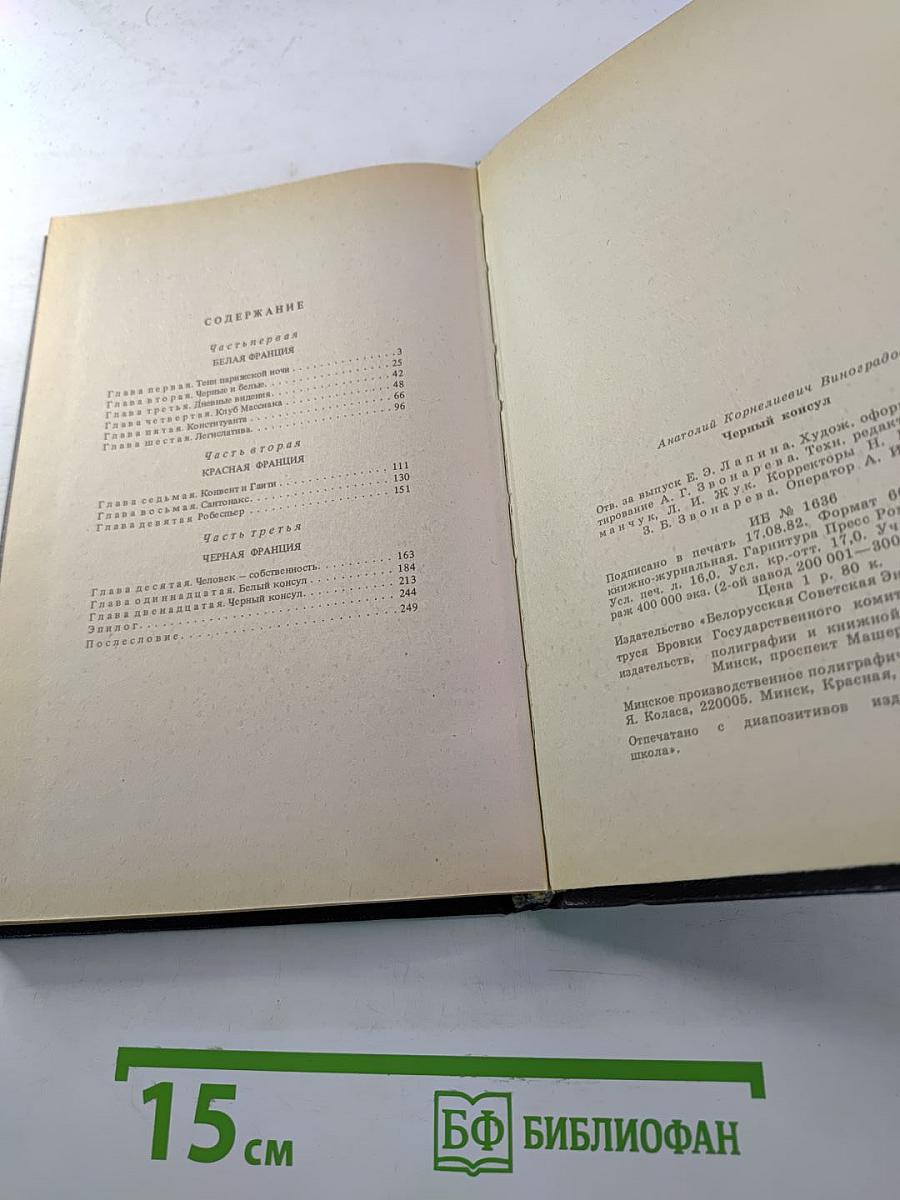 СОДЕРЖАНИЕ
Часть первая
БЕЛАЯ ФРАНЦИЯ
Глава первая. Тени парижской ночи . . . . . . . . . . . . . 3
Глава вторая. Черные и белые. . . . . . . . . . . . . . . 25
Глава третья. Дневные видения. . . . . . . . . . . . . . . 42
Глава четвертая. Клуб Массиака . . . . . . . . . . . . . . 48
Глава пятая. Конституанта . . . . . . . . . . . . . . . . 66
Глава шестая. Легислатива. . . . . . . . . . . . . . . . 96
Часть вторая
КРАСНАЯ ФРАНЦИЯ
Глава седьмая. Конвент и Гаити . . . . . . . . . . . . . . 111
Глава восьмая. Сантонакс. . . . . . . . . . . . . . . . 130
Глава девятая Робеспьер . . . . . . . . . . . . . . . . 151
Часть третья
ЧЕРНАЯ ФРАНЦИЯ
Глава десятая. Человек — собственность. . . . . . . . . . . 163
Глава одиннадцатая. Белый консул . . . . . . . . . . . . . 184
Глава двенадцатая. Черный консул. . . . . . . . . . . . . 213
Эпилог. . . . . . . . . . . . . . . . . . . . . . . . 244
Послесловие. . . . . . . . . . . . . . . . . . . . . . 249
Анатолий Корнелиевич Виноградо
Черный консул
Отв. за выпуск Е. Э. Лапина. Худож. оформ
тирование А. Г. Звонарева. Техн. редакт
манчук, Л. И. Жук. Корректоры Н. Г
З. Б. Звонарева. Оператор А. И
ИБ № 1636
Подписано в печать 17.08.82. Формат 6
книжно-журнальная. Гарнитура Пресс Ром
Усл. печ. л. 16,0. Усл. кр.-отт. 17,0. Уч
раж 400 000 экз. (2-ой завод 200 001—300
Цена 1 р. 80 к.
Издательство «Белорусская Советская Эн
труся Бровки Государственного комит
издательств, полиграфии и книжной
Минск, проспект Машер
Минское производственное полиграфич
Я. Коласа, 220005. Минск, Красная,
Отпечатано с диапозитивов изд
школа».
15 см
БФ БИБЛИОФАН